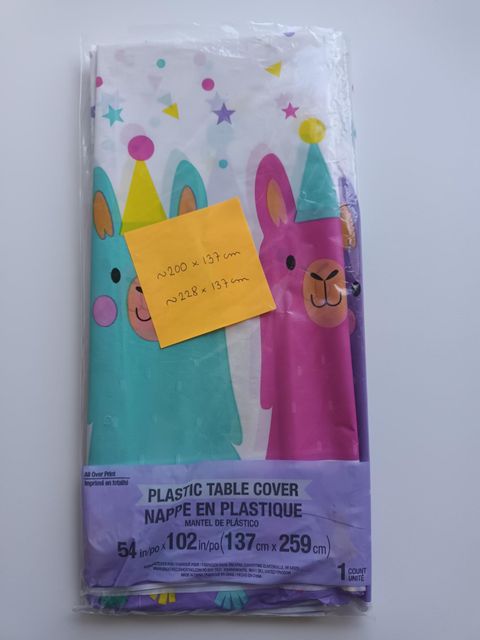 ~200 x 137 cm
~228 x 137 cm
All Over Print
Imprimé en totalité
PLASTIC TABLE COVER
NAPPE EN PLASTIQUE
MANTEL DE PLÁSTICO
54 in/po x 102 in/po (137 cm x 259 cm)
1 COUNT
UNITÉ